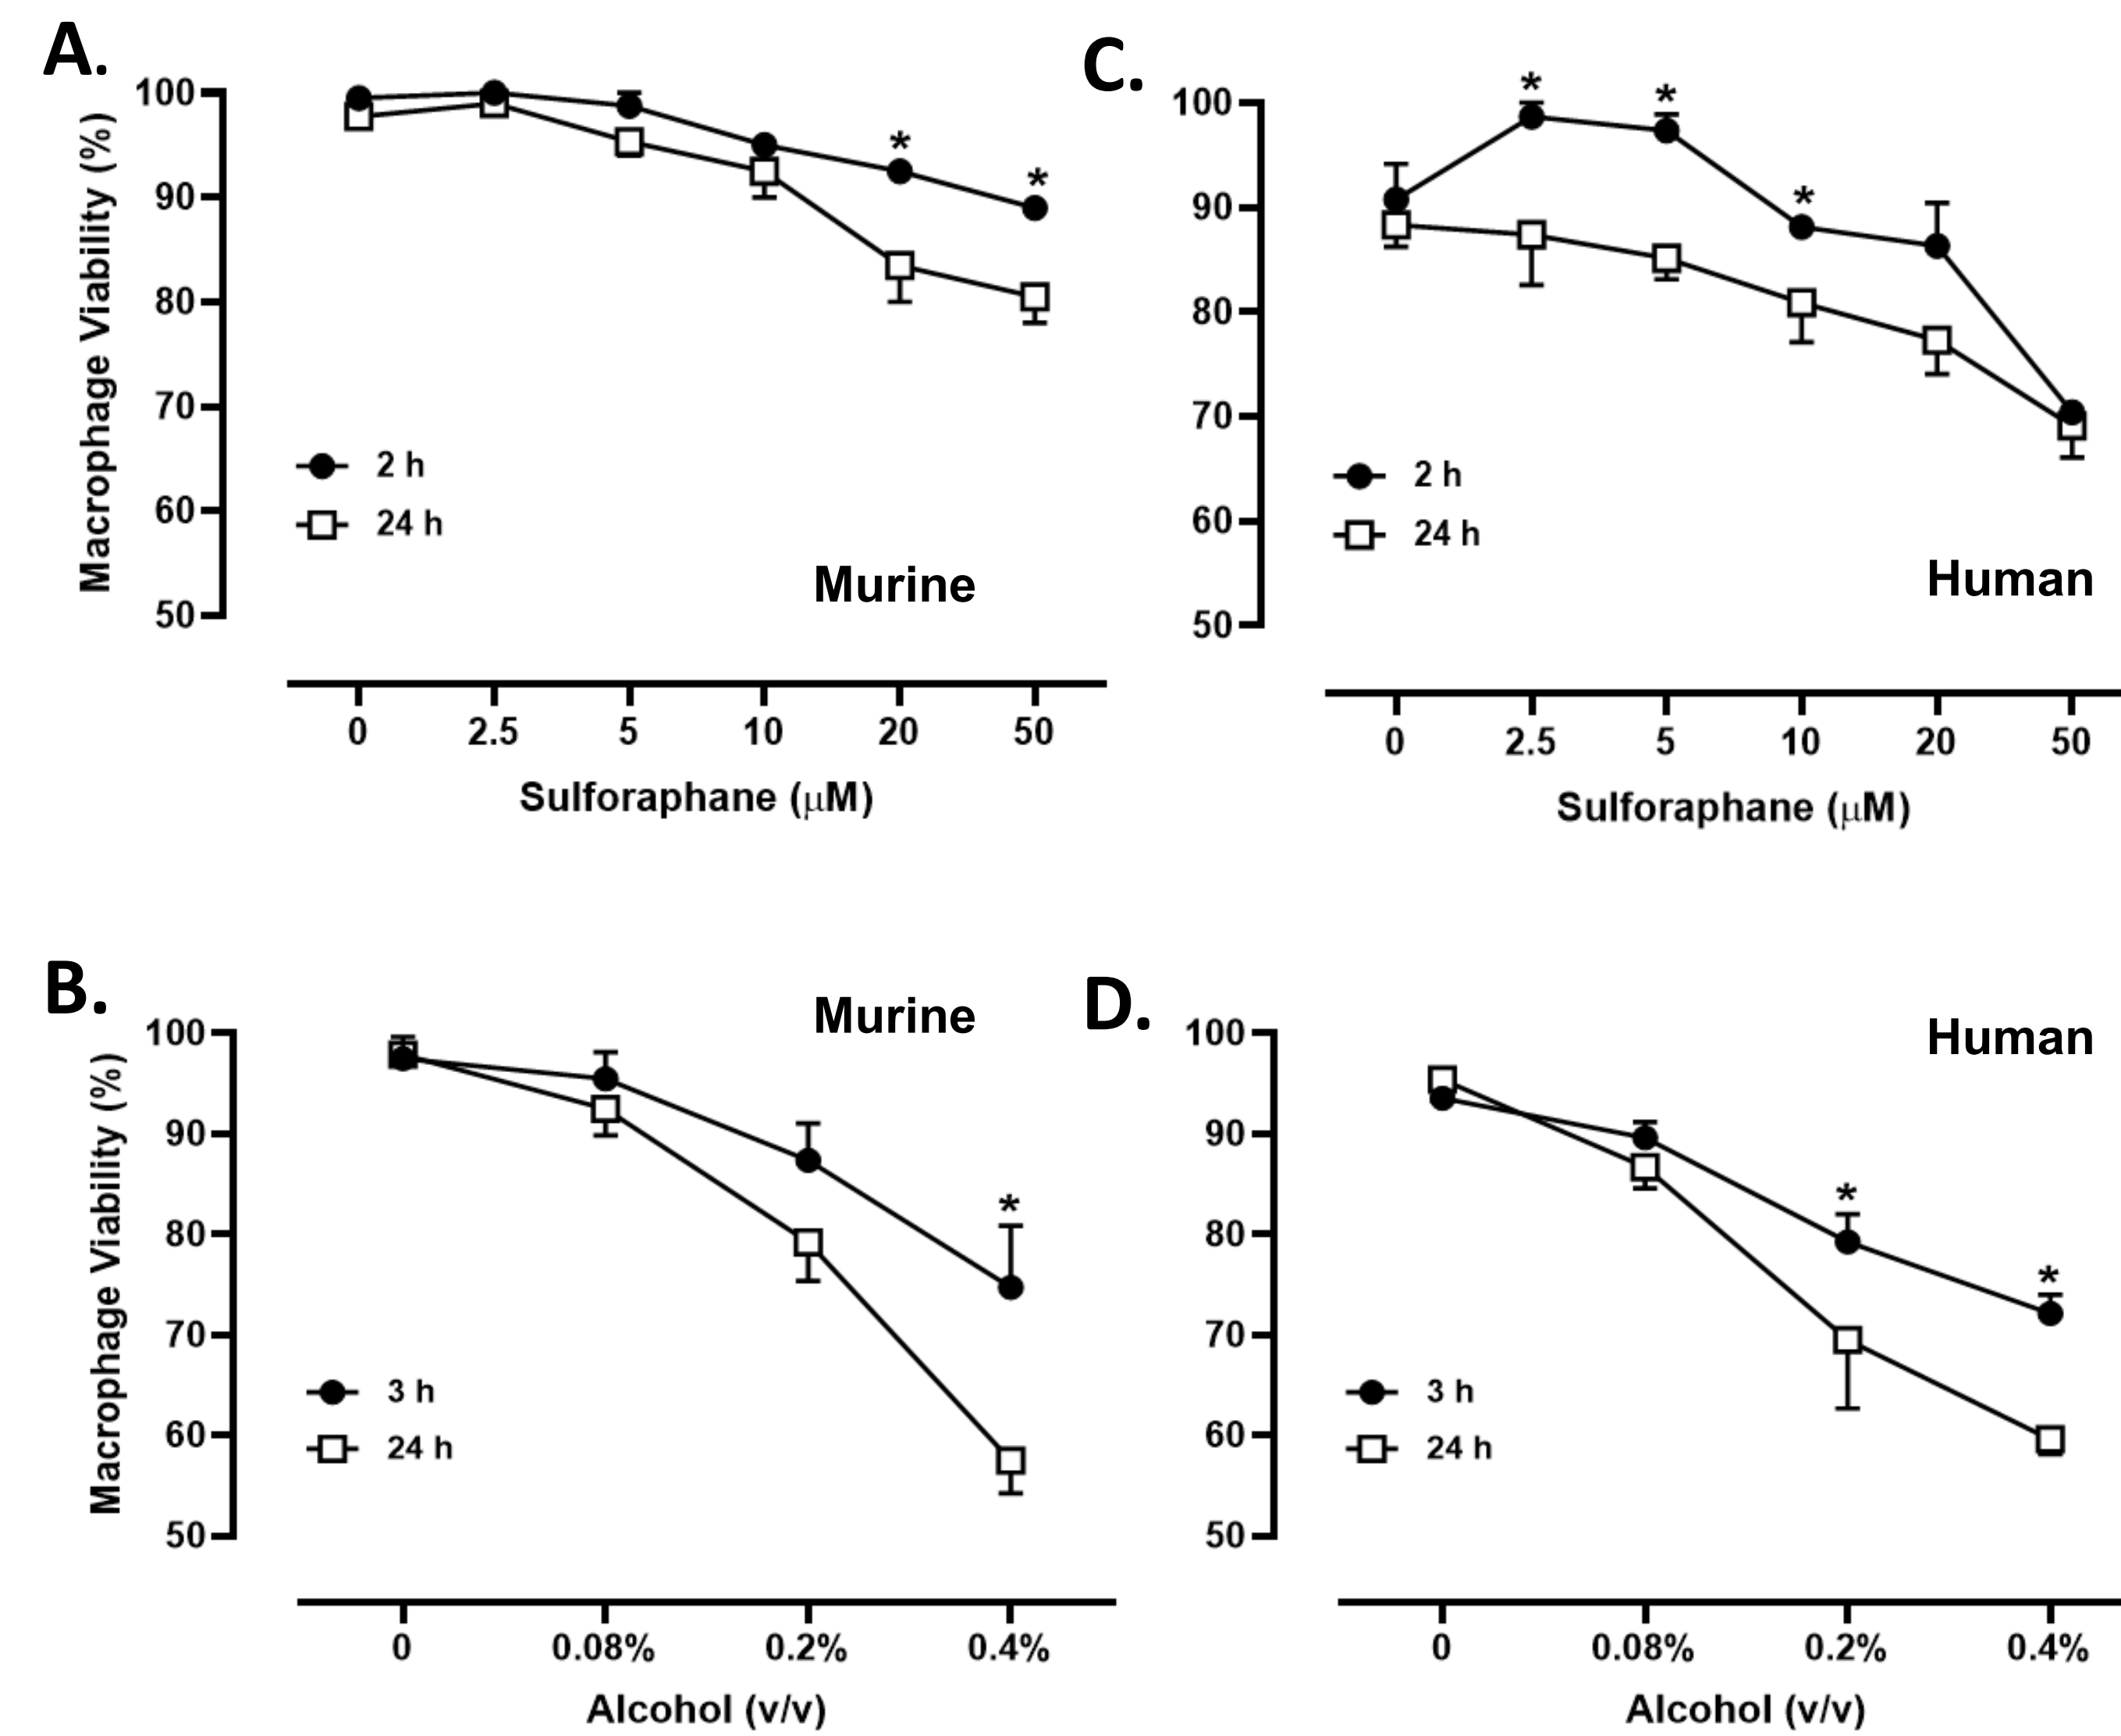 A.
Macrophage Viability (%)
100
90
80
70
60
50
*
*
2 h
24 h
Murine
0 2.5 5 10 20 50
Sulforaphane (μM)
C.
100
90
80
70
60
50
*
*
*
2 h
24 h
Human
0 2.5 5 10 20 50
Sulforaphane (μM)
B.
Murine
Macrophage Viability (%)
100
90
80
70
60
50
*
3 h
24 h
0 0.08% 0.2% 0.4%
Alcohol (v/v)
D.
Human
100
90
80
70
60
50
*
*
3 h
24 h
0 0.08% 0.2% 0.4%
Alcohol (v/v)